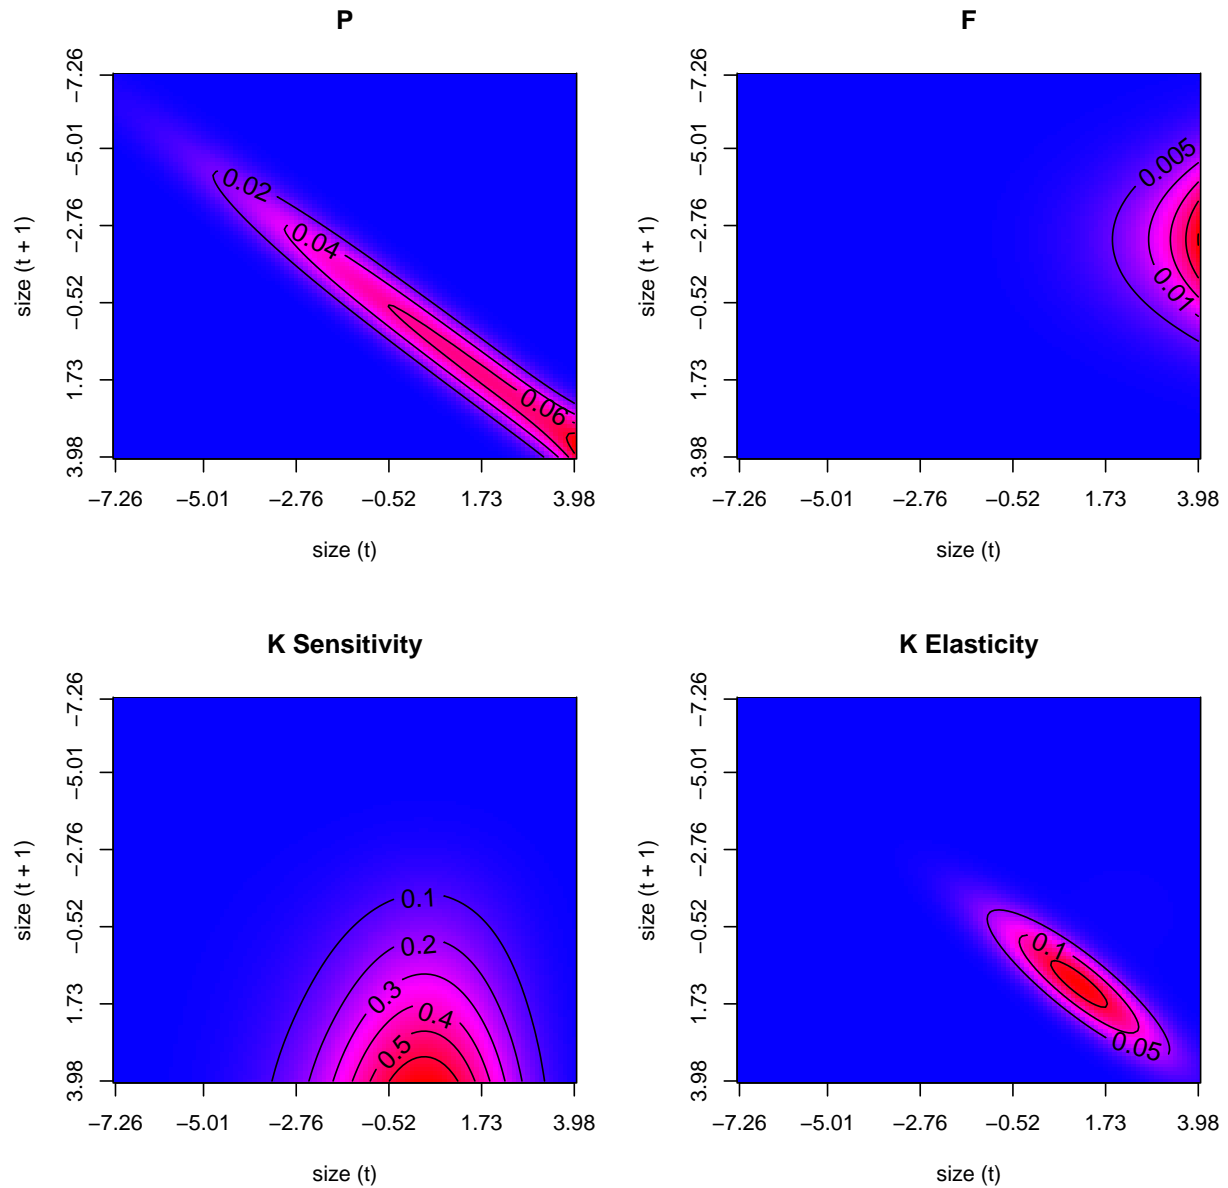 P
F
−7.26
−5.01
−2.76
−0.52
1.73
3.98
size (t + 1)
0.02
0.04
0.06
−7.26 −5.01 −2.76 −0.52 1.73 3.98
size (t)
−7.26
−5.01
−2.76
−0.52
1.73
3.98
size (t + 1)
0.005
0.01
−7.26 −5.01 −2.76 −0.52 1.73 3.98
size (t)
K Sensitivity
K Elasticity
−7.26
−5.01
−2.76
−0.52
1.73
3.98
size (t + 1)
0.1
0.2
0.3
0.4
0.5
−7.26 −5.01 −2.76 −0.52 1.73 3.98
size (t)
−7.26
−5.01
−2.76
−0.52
1.73
3.98
size (t + 1)
0.1
0.05
−7.26 −5.01 −2.76 −0.52 1.73 3.98
size (t)